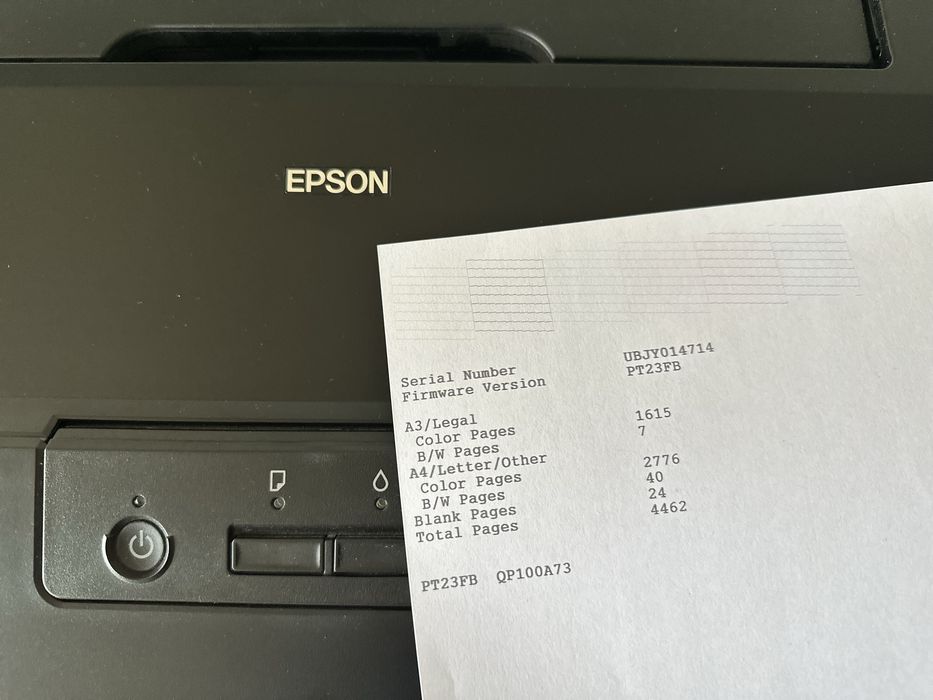 EPSON
Serial Number UBJY014714
Firmware Version PT23FB
A3/Legal
Color Pages 1615
B/W Pages 7
A4/Letter/Other
Color Pages 2776
B/W Pages 40
Blank Pages 24
Total Pages 4462
PT23FB QP100A73